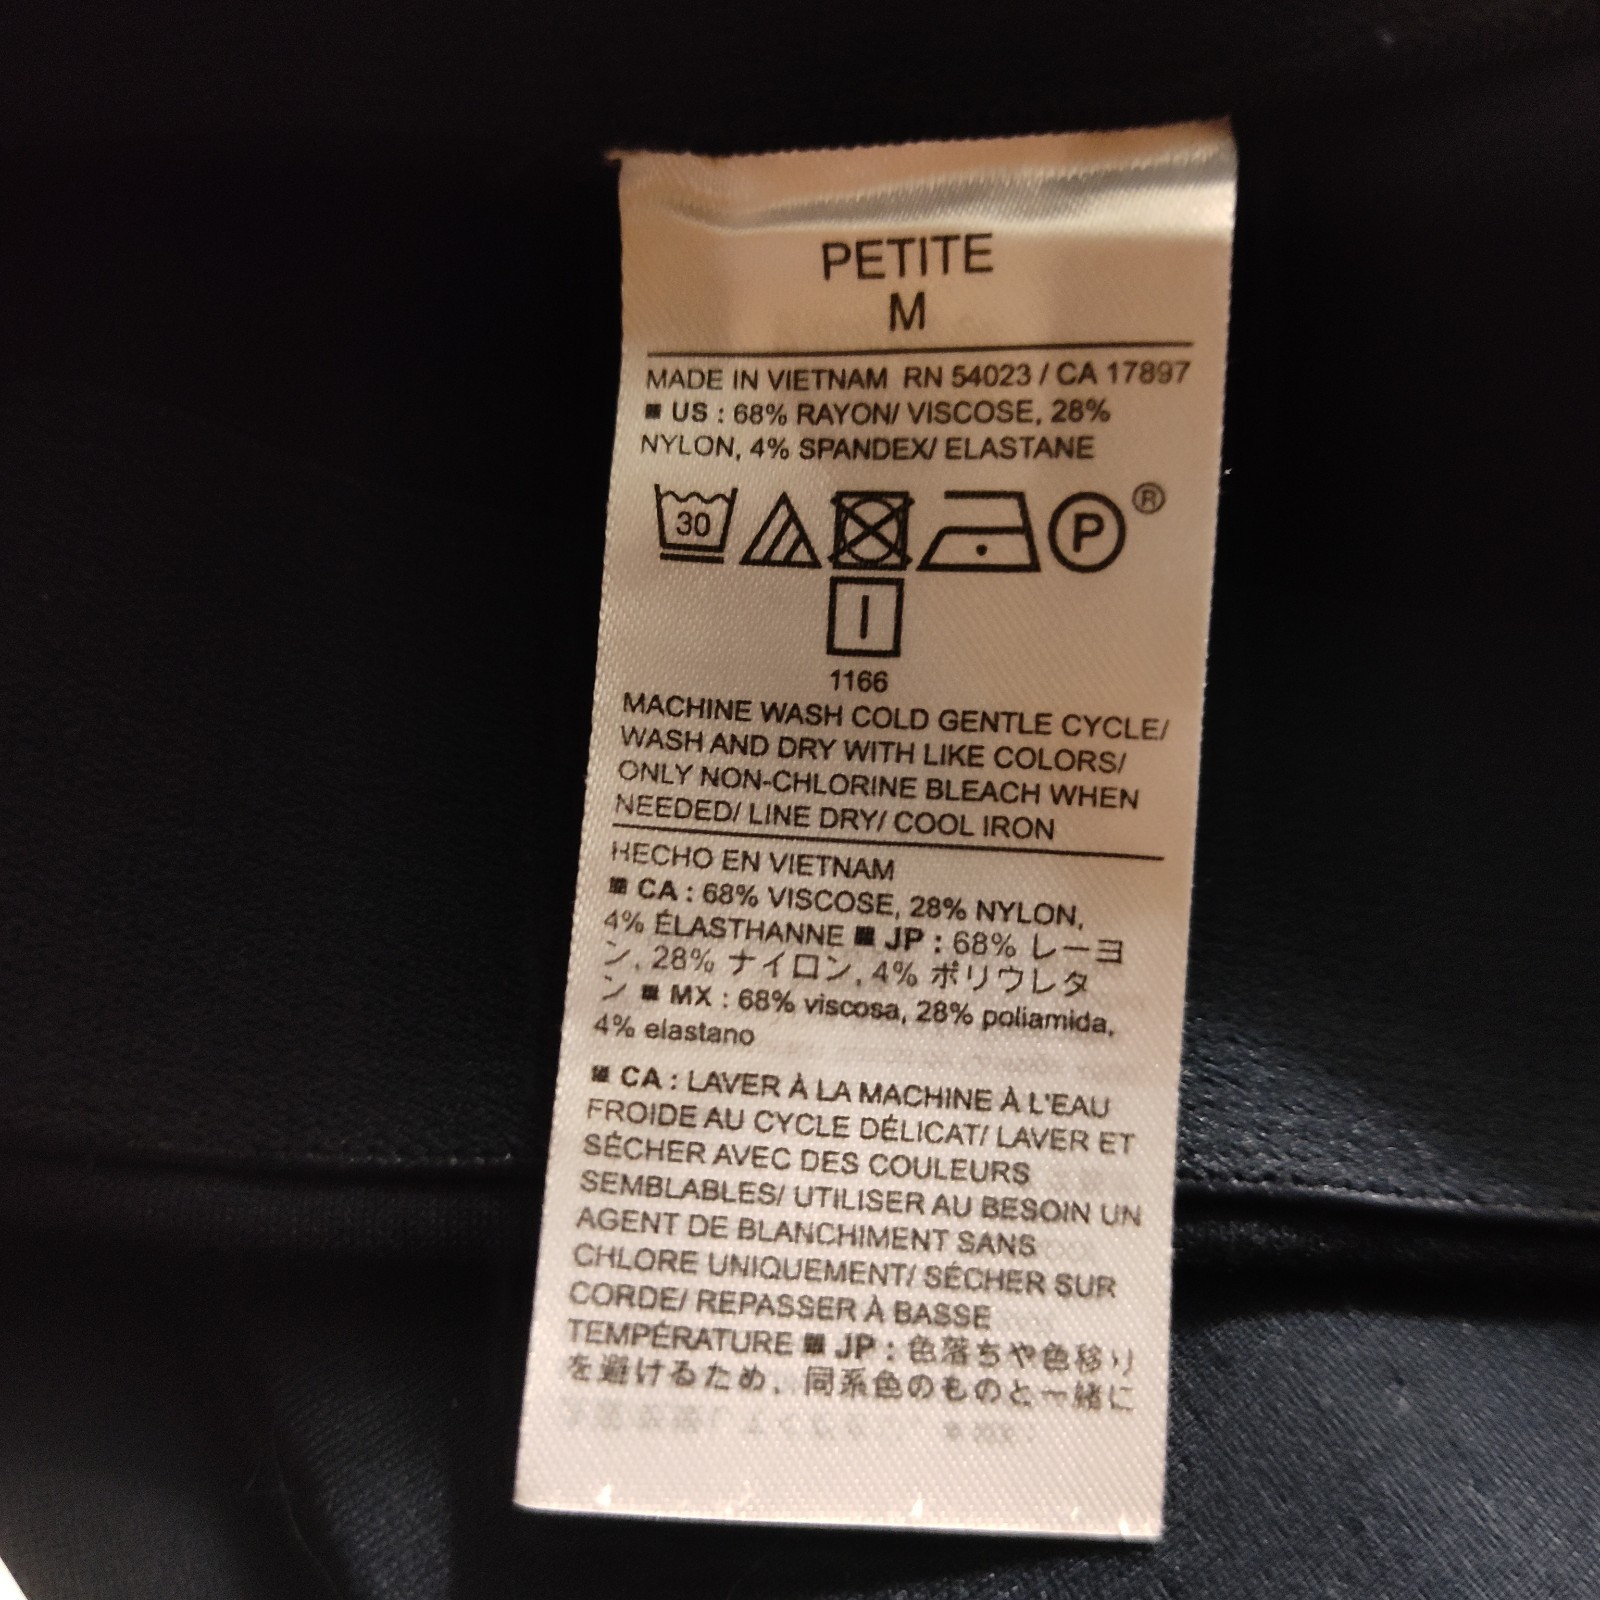 PETITE
M
MADE IN VIETNAM RN 54023 / CA 17897
■ US : 68% RAYON/ VISCOSE, 28%
NYLON, 4% SPANDEX/ ELASTANE
30 P ®
1166
MACHINE WASH COLD GENTLE CYCLE/
WASH AND DRY WITH LIKE COLORS/
ONLY NON-CHLORINE BLEACH WHEN
NEEDED/ LINE DRY/ COOL IRON
HECHO EN VIETNAM
■ CA : 68% VISCOSE, 28% NYLON,
4% ÉLASTHANNE ■ JP : 68% レーヨ
ン, 28% ナイロン, 4% ポリウレタ
ン ■ MX : 68% viscosa, 28% poliamida,
4% elastano
■ CA : LAVER À LA MACHINE À L'EAU
FROIDE AU CYCLE DÉLICAT/ LAVER ET
SÉCHER AVEC DES COULEURS
SEMBLABLES/ UTILISER AU BESOIN UN
AGENT DE BLANCHIMENT SANS
CHLORE UNIQUEMENT/ SÉCHER SUR
CORDE/ REPASSER À BASSE
TEMPÉRATURE ■ JP : 色落ちや色移り
を避けるため、同系色のものと一緒に